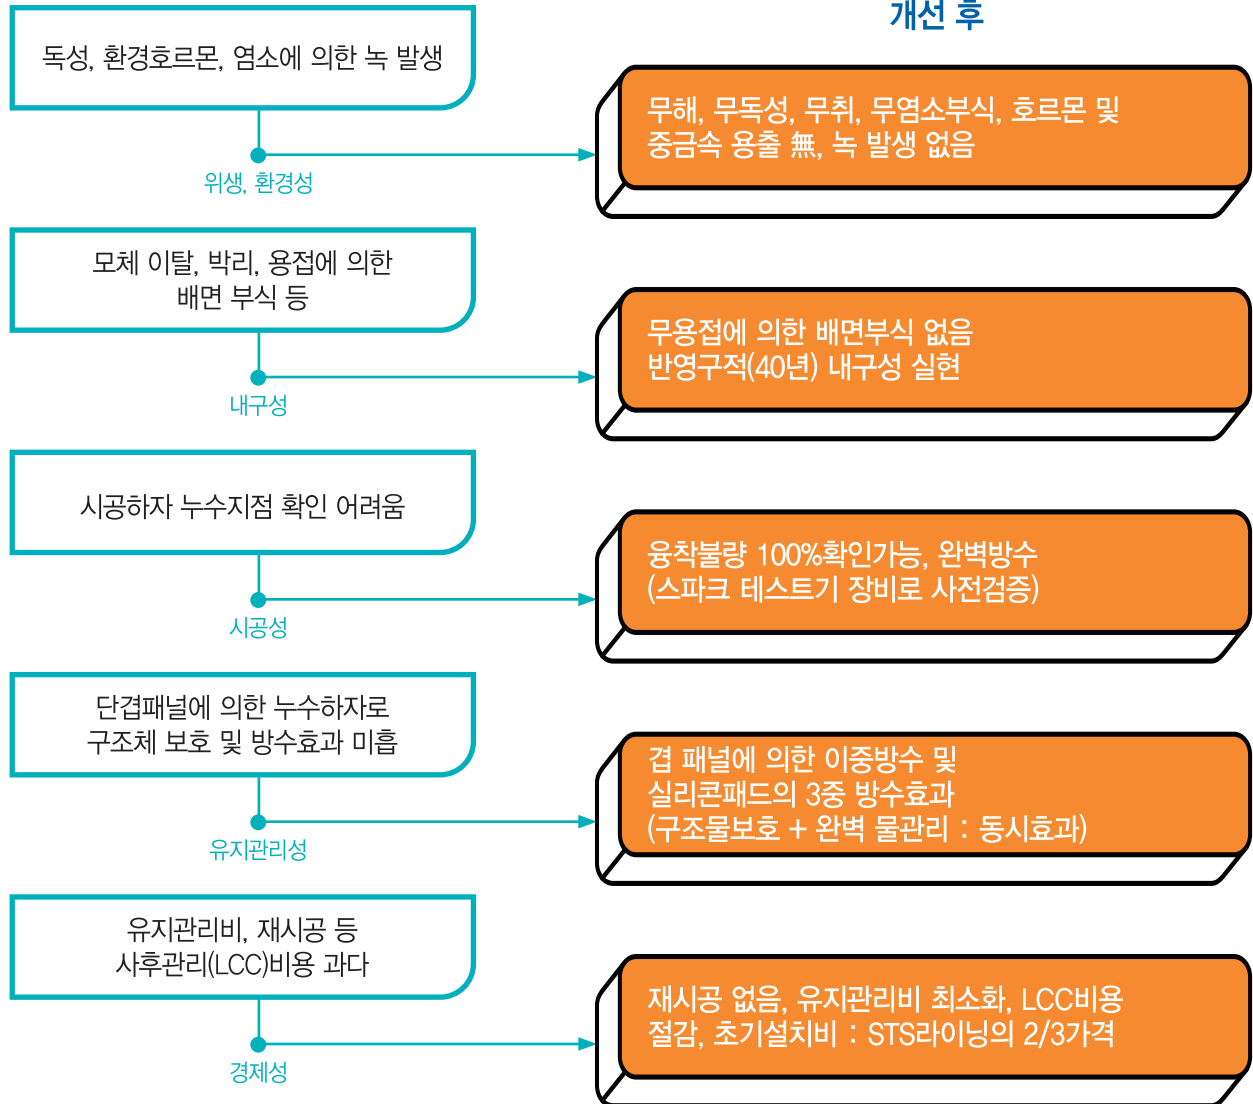 개선 후
독성, 환경호르몬, 염소에 의한 녹 발생
위생, 환경성
무해, 무독성, 무취, 무염소부식, 호르몬 및
중금속 용출 無, 녹 발생 없음
모체 이탈, 박리, 용접에 의한
배면 부식 등
내구성
무용접에 의한 배면부식 없음
반영구적(40년) 내구성 실현
시공하자 누수지점 확인 어려움
시공성
융착불량 100%확인가능, 완벽방수
(스파크 테스트기 장비로 사전검증)
단겹패널에 의한 누수하자로
구조체 보호 및 방수효과 미흡
유지관리성
겹 패널에 의한 이중방수 및
실리콘패드의 3중 방수효과
(구조물보호 + 완벽 물관리 : 동시효과)
유지관리비, 재시공 등
사후관리(LCC)비용 과다
경제성
재시공 없음, 유지관리비 최소화, LCC비용
절감, 초기설치비 : STS라이닝의 2/3가격